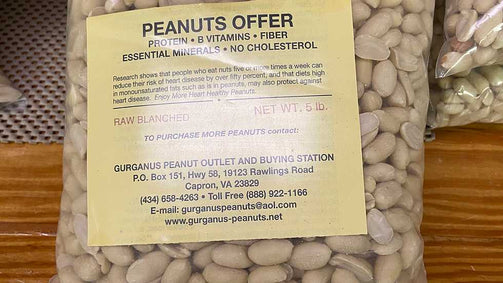 PEANUTS OFFER
PROTEIN • B VITAMINS • FIBER
ESSENTIAL MINERALS • NO CHOLESTEROL
Research shows that people who eat nuts five or more times a week can
reduce their risk of heart disease by over fifty percent; and that diets high
in monounsaturated fats such as is in peanuts, may also protect against
heart disease. Enjoy More Heart Healthy Peanuts.
RAW BLANCHED NET WT. 5 lb.
TO PURCHASE MORE PEANUTS contact:
GURGANUS PEANUT OUTLET AND BUYING STATION
P.O. Box 151, Hwy 58, 19123 Rawlings Road
Capron, VA 23829
(434) 658-4263 • Toll Free (888) 922-1166
E-mail: gurganuspeanuts@aol.com
www.gurganus-peanuts.net